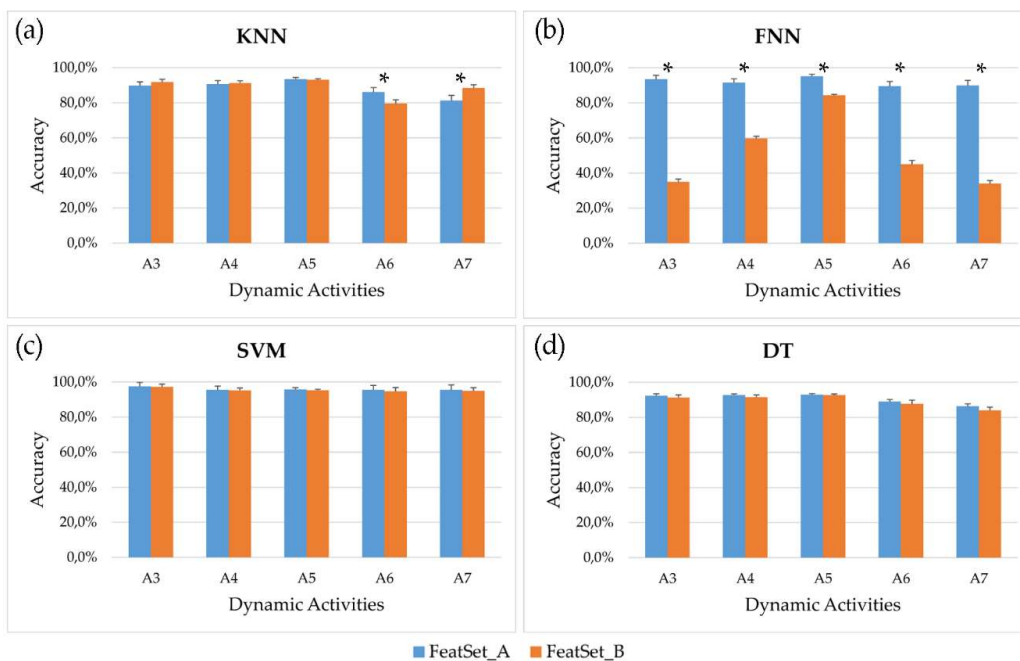 (a)
KNN
100,0%
80,0%
60,0%
40,0%
20,0%
0,0%
Accuracy
* *
A3 A4 A5 A6 A7
Dynamic Activities
(b)
FNN
100,0%
80,0%
60,0%
40,0%
20,0%
0,0%
Accuracy
* * * * *
A3 A4 A5 A6 A7
Dynamic Activities
(c)
SVM
100,0%
80,0%
60,0%
40,0%
20,0%
0,0%
Accuracy
A3 A4 A5 A6 A7
Dynamic Activities
(d)
DT
100,0%
80,0%
60,0%
40,0%
20,0%
0,0%
Accuracy
A3 A4 A5 A6 A7
Dynamic Activities
FeatSet_A FeatSet_B